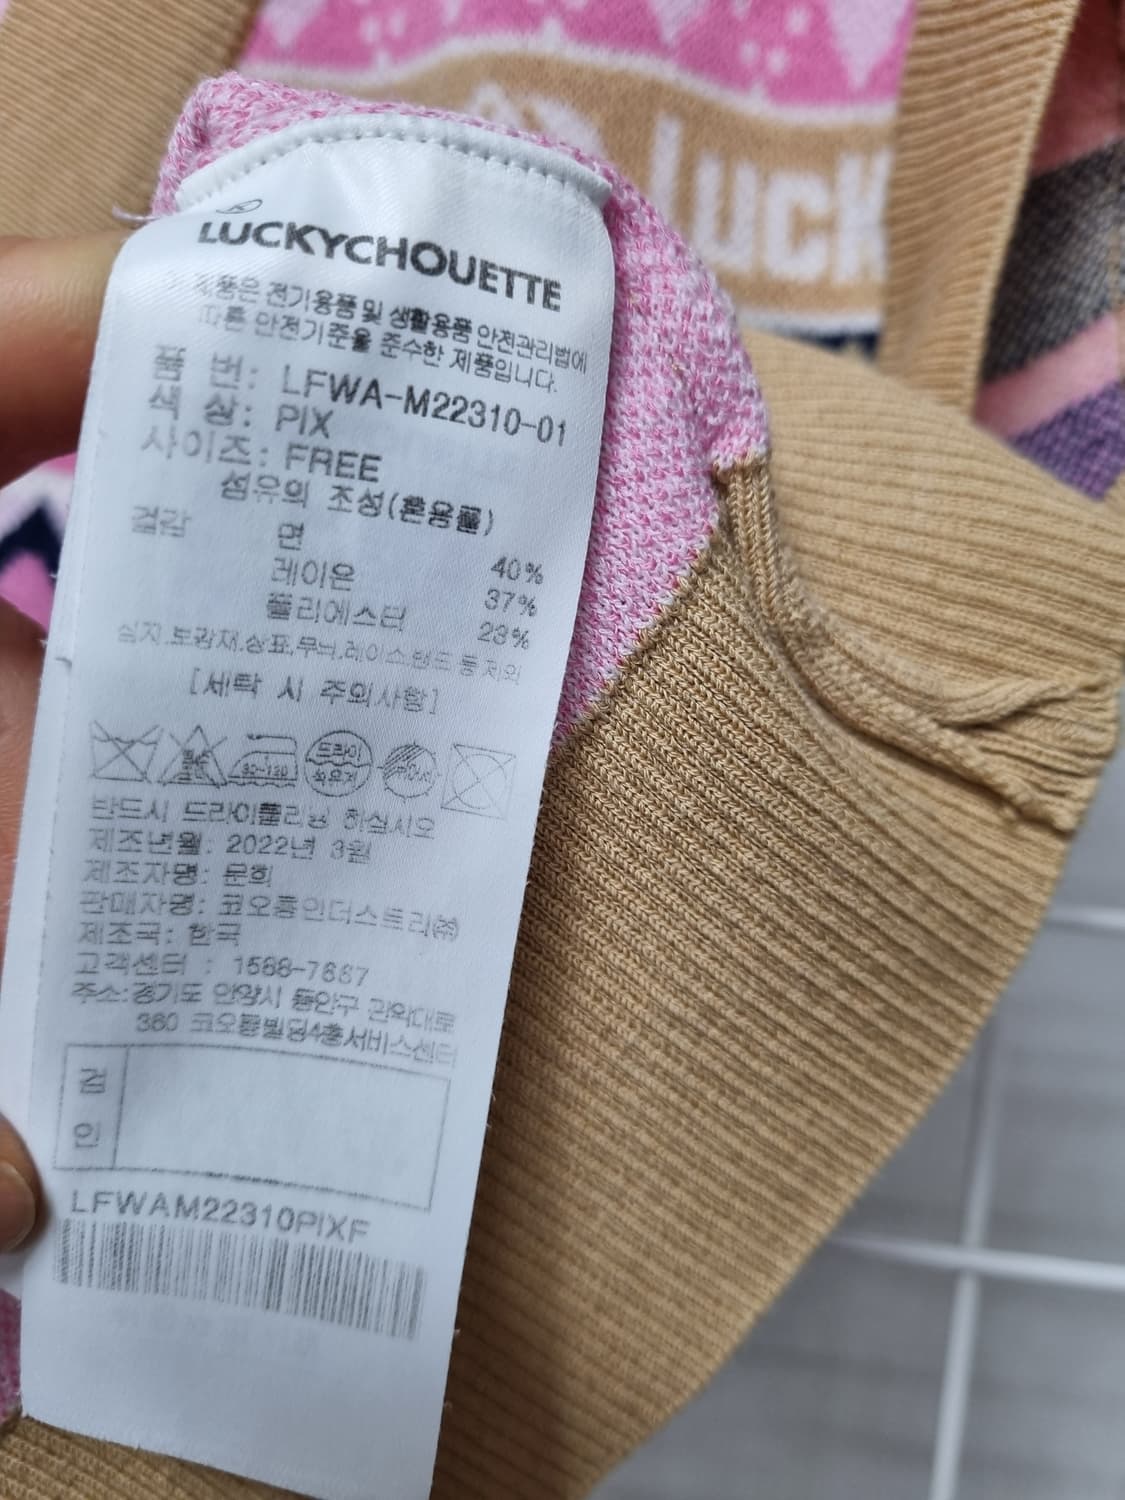 Luck
LUCKYCHOUETTE
제품은 전기용품 및 생활용품 안전관리법에
따른 안전기준을 준수한 제품입니다.
품 번: LFWA-M22310-01
색 상: PIX
사이즈: FREE
섬유의 조성(혼용률)
겉감 면 40%
레이온 37%
폴리에스터 23%
심지.보강재.상표.무늬.레이스.밴드 등 제외
[세탁 시 주의사항]
드라이
석유계
반드시 드라이클리닝 하십시오
제조년월: 2022년 3월
제조자명: 문희
판매자명: 코오롱인더스트리㈜
제조국: 한국
고객센터 : 1588-7667
주소:경기도 안양시 동안구 관악대로
360 코오롱빌딩4층서비스센터
검
인
LFWAM22310PIXF